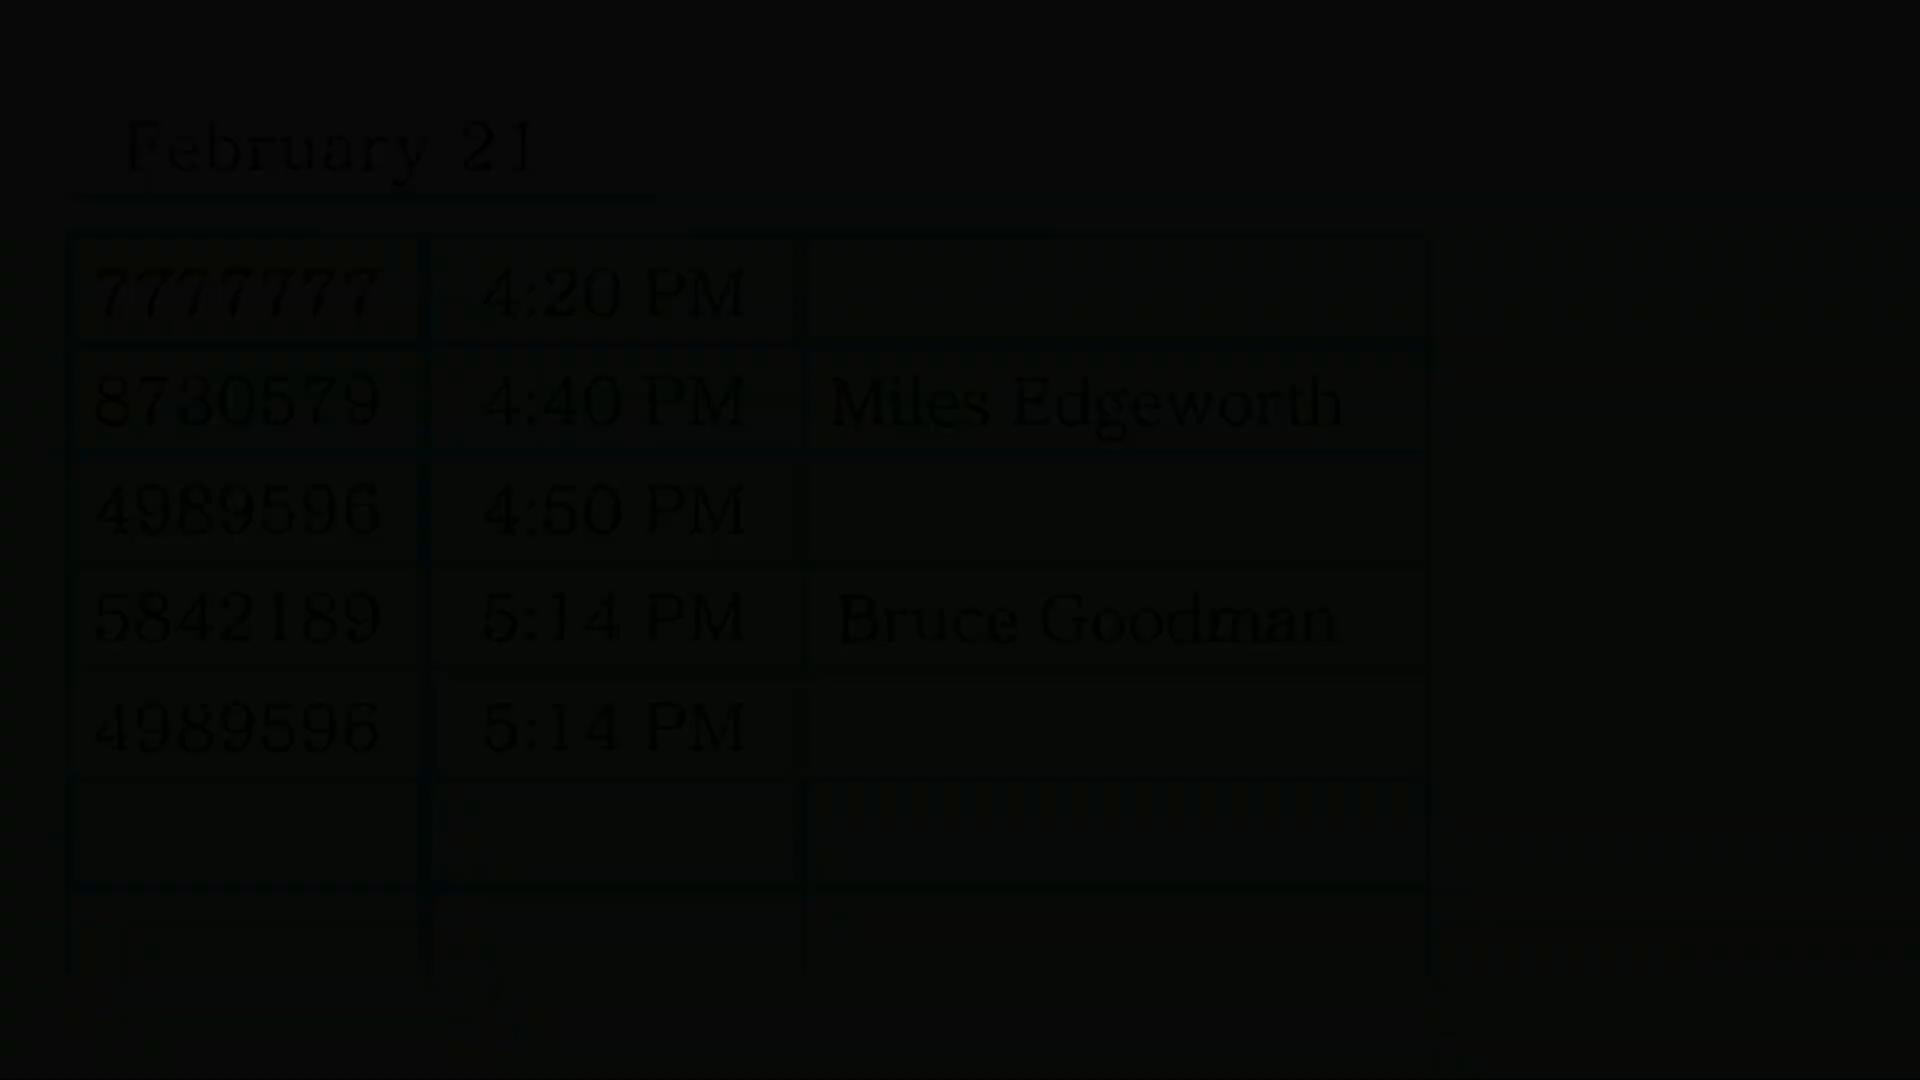 February 21
7777777 4:20 PM
8730579 4:40 PM Miles Edgeworth
4989596 4:50 PM
5842189 5:14 PM Bruce Goodman
4989596 5:14 PM